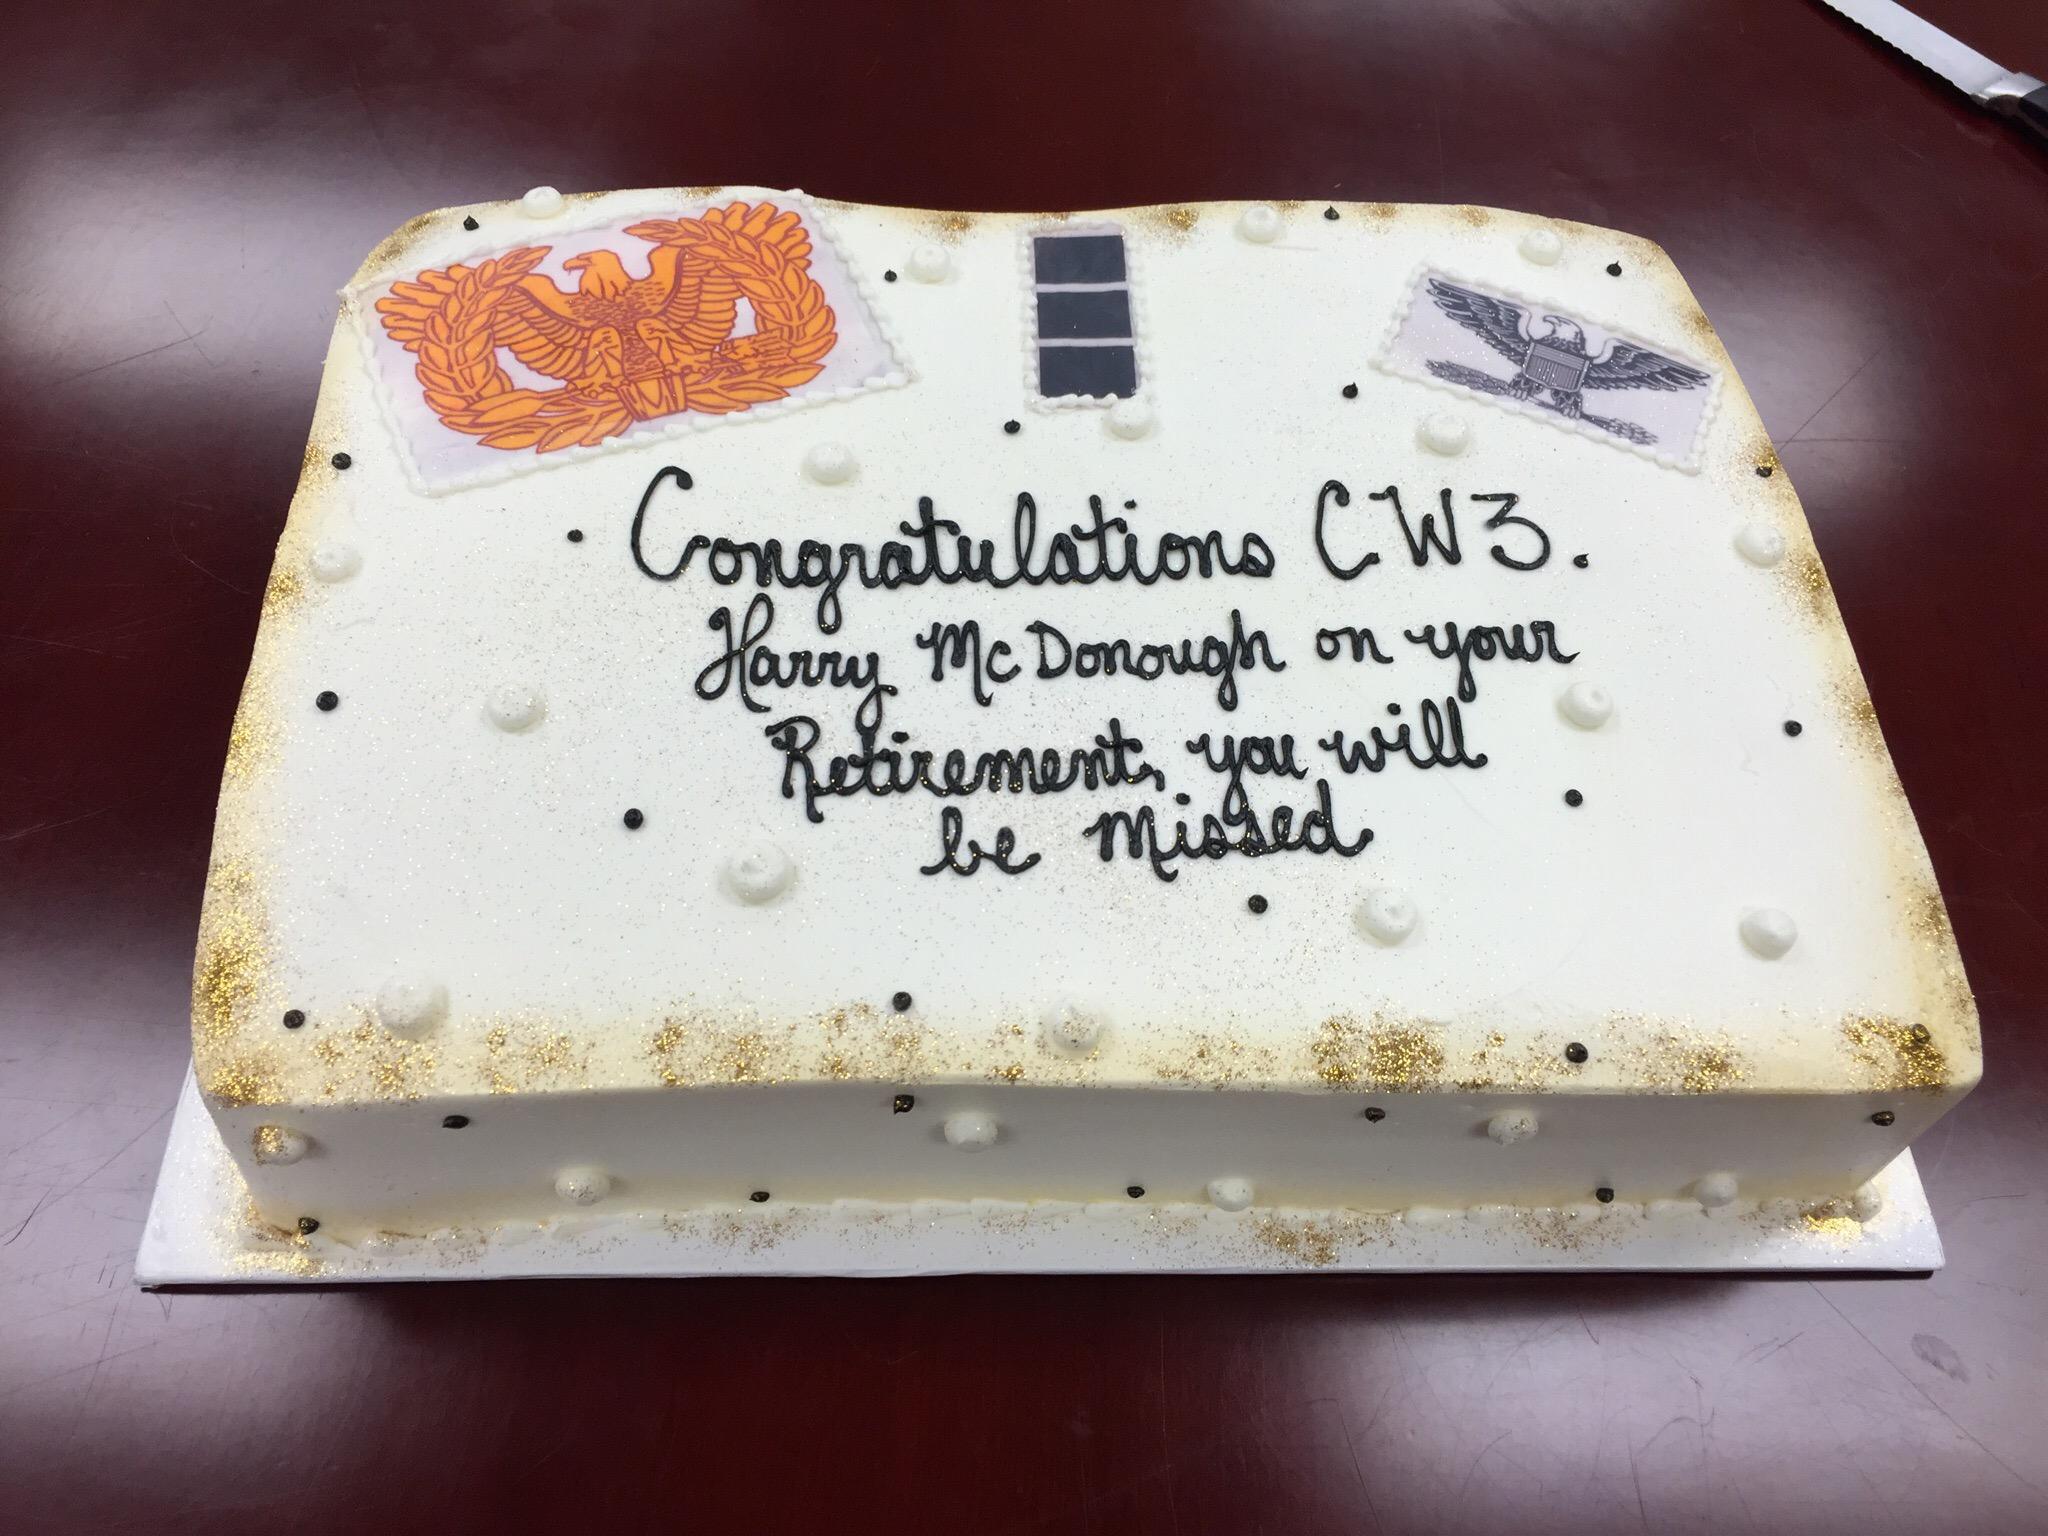 Congratulations CW3.
Harry McDonough on your
Retirement, you will
be missed